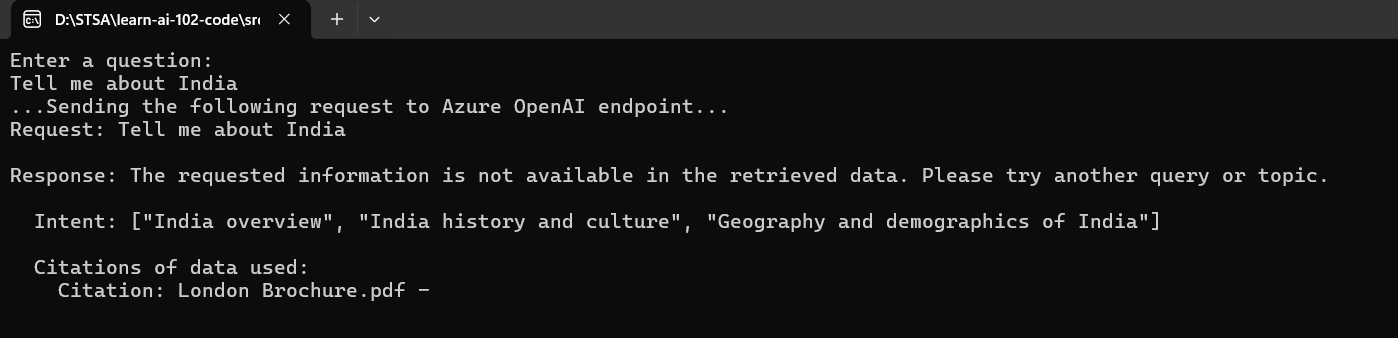 D:\STSA\learn-ai-102-code\src
Enter a question:
Tell me about India
...Sending the following request to Azure OpenAI endpoint...
Request: Tell me about India
Response: The requested information is not available in the retrieved data. Please try another query or topic.
Intent: ["India overview", "India history and culture", "Geography and demographics of India"]
Citations of data used:
Citation: London Brochure.pdf -